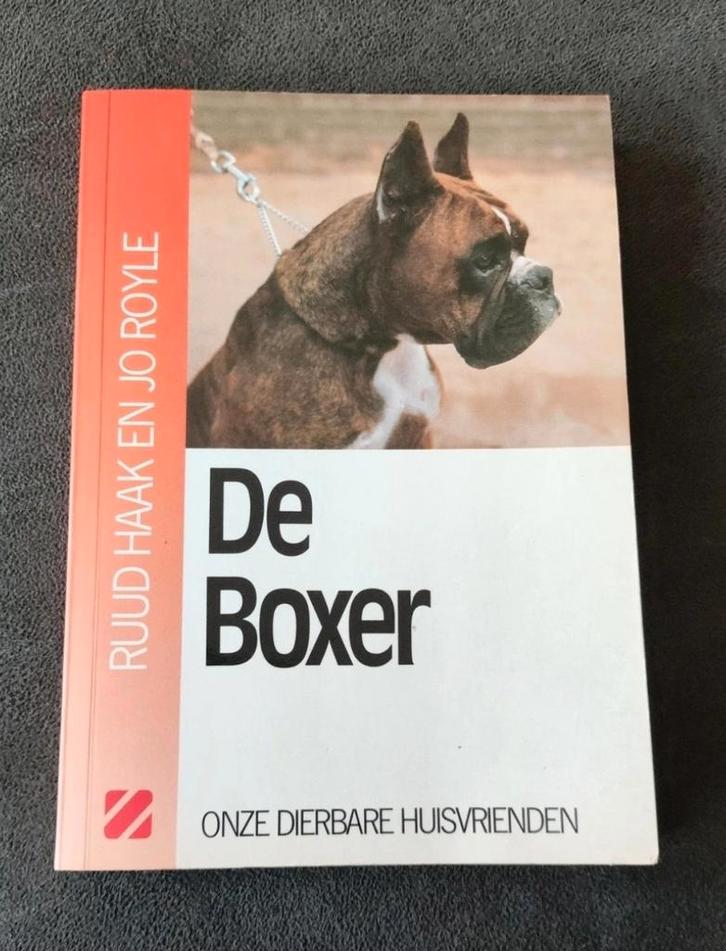 RUUD HAAK EN JO ROYLE
De
Boxer
ONZE DIERBARE HUISVRIENDEN